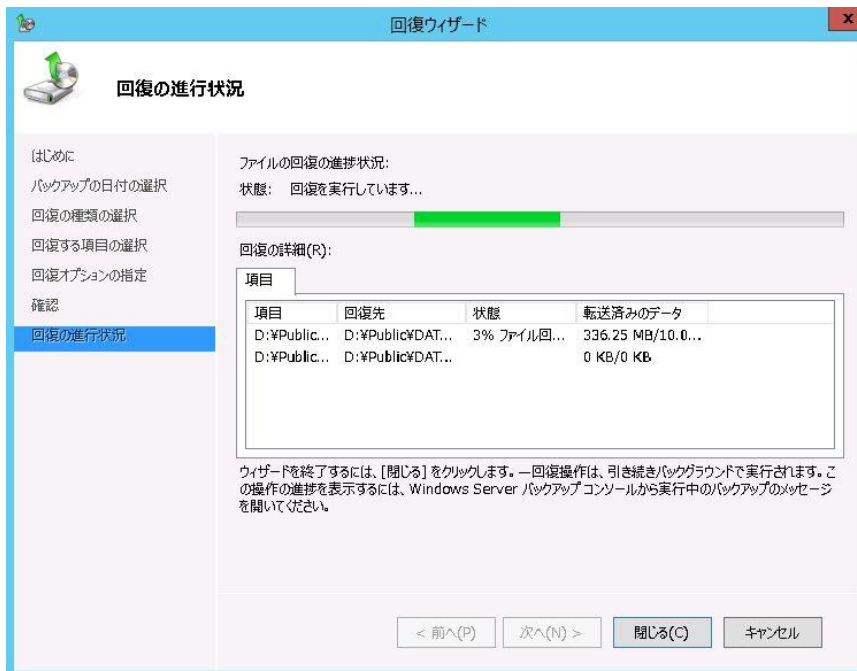 回復ウィザード
x
回復の進行状況
はじめに
バックアップの日付の選択
回復の種類の選択
回復する項目の選択
回復オプションの指定
確認
回復の進行状況
ファイルの回復の進捗状況:
状態: 回復を実行しています...
回復の詳細(R):
項目
項目 回復先 状態 転送済みのデータ
D:¥Public... D:¥Public¥DAT... 3% ファイル回... 336.25 MB/10.0...
D:¥Public... D:¥Public¥DAT... 0 KB/0 KB
ウィザードを終了するには、[閉じる] をクリックします。—回復操作は、引き続きバックグラウンドで実行されます。こ
の操作の進捗を表示するには、Windows Server バックアップ コンソールから実行中のバックアップのメッセージ
を開いてください。
< 前へ(P) 次へ(N) > 閉じる(C) キャンセル